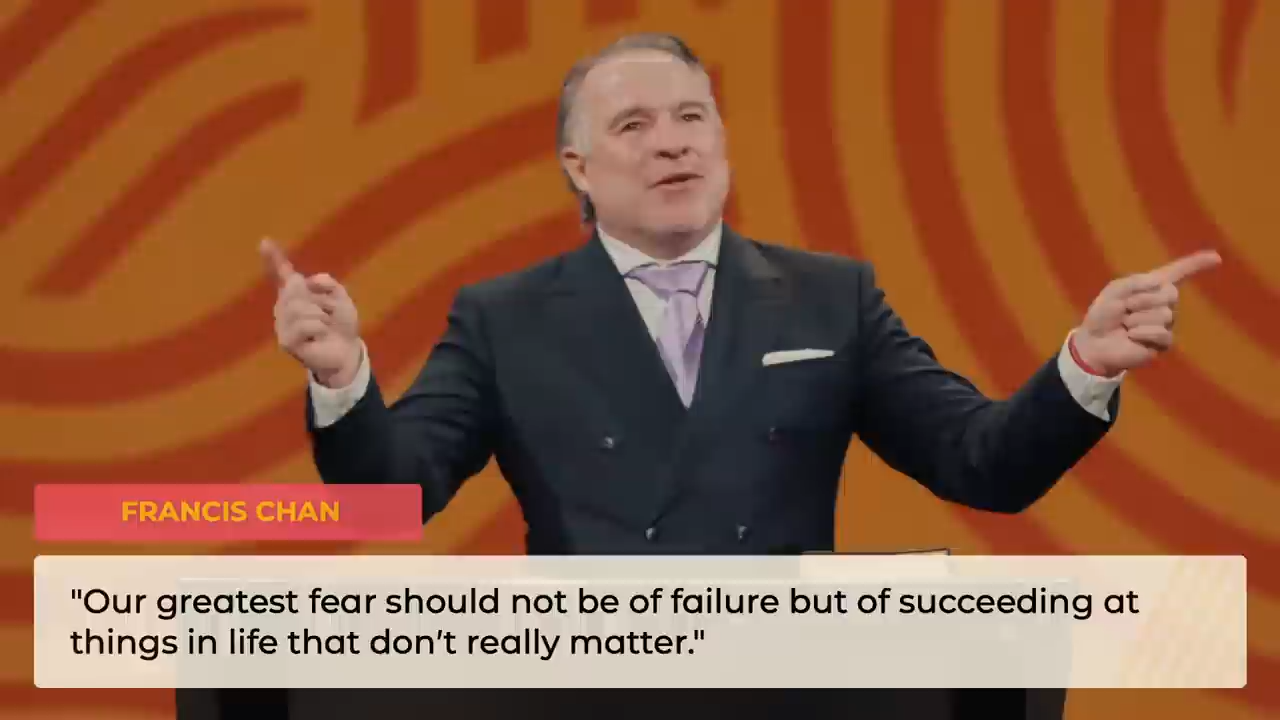 FRANCIS CHAN
"Our greatest fear should not be of failure but of succeeding at
things in life that don't really matter."